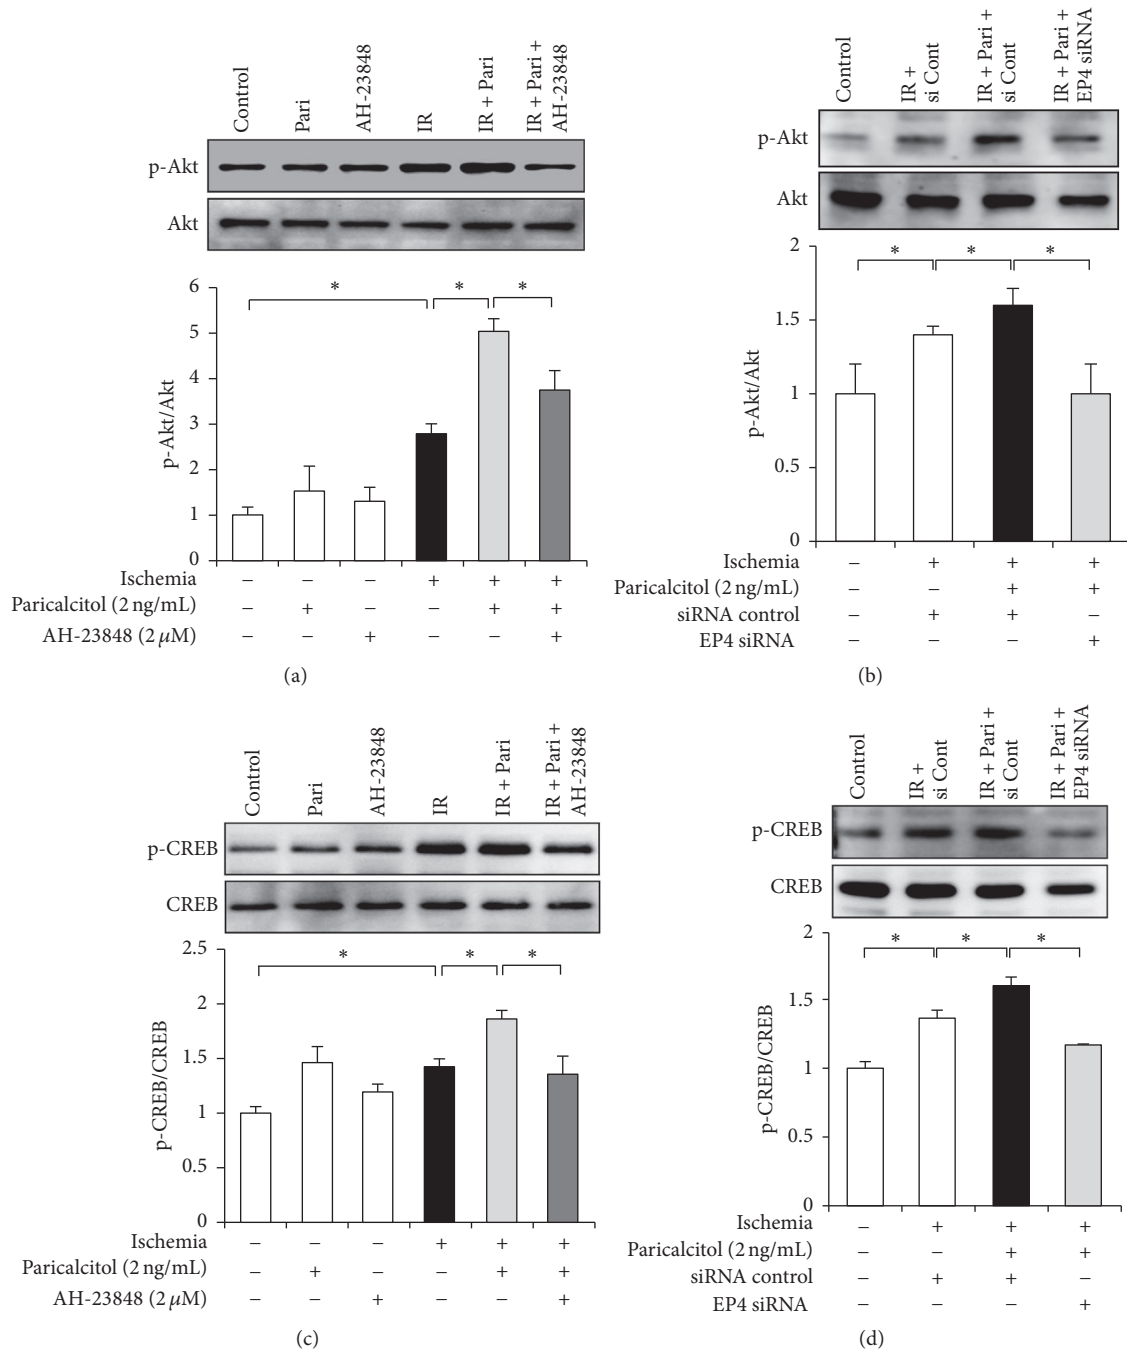 Control
Pari
AH-23848
IR
IR + Pari
IR + Pari +
AH-23848
p-Akt
Akt
* * *
p-Akt/Akt
6
5
4
3
2
1
0
Ischemia − − − + + +
Paricalcitol (2 ng/mL) − + − − + +
AH-23848 (2 μM) − − + − − +
(a)
Control
IR +
si Cont
IR + Pari +
si Cont
IR + Pari +
EP4 siRNA
p-Akt
Akt
* * *
p-Akt/Akt
2
1.5
1
0.5
0
Ischemia − + + +
Paricalcitol (2 ng/mL) − − + +
siRNA control − + + −
EP4 siRNA − − − +
(b)
Control
Pari
AH-23848
IR
IR + Pari
IR + Pari +
AH-23848
p-CREB
CREB
* * *
p-CREB/CREB
2.5
2
1.5
1
0.5
0
Ischemia − − − + + +
Paricalcitol (2 ng/mL) − + − − + +
AH-23848 (2 μM) − − + − − +
(c)
Control
IR +
si Cont
IR + Pari +
si Cont
IR + Pari +
EP4 siRNA
p-CREB
CREB
* * *
p-CREB/CREB
2
1.5
1
0.5
0
Ischemia − + + +
Paricalcitol (2 ng/mL) − − + +
siRNA control − + + −
EP4 siRNA − − − +
(d)